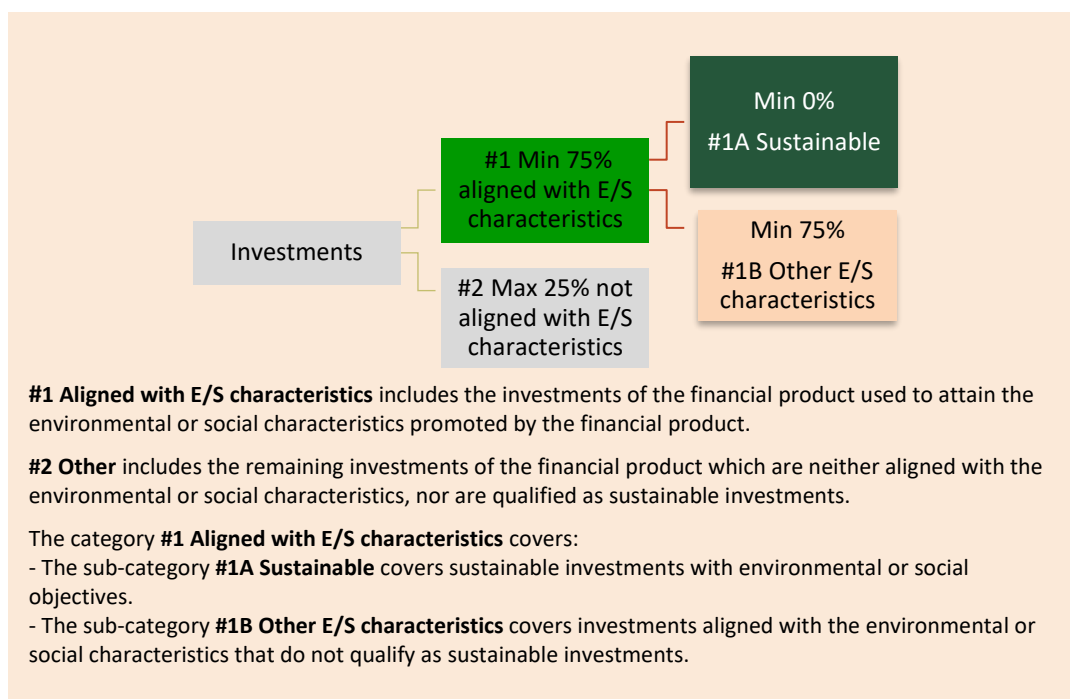 Min 0%
#1A Sustainable
#1 Min 75%
aligned with E/S
characteristics
Min 75%
#1B Other E/S
characteristics
Investments
#2 Max 25% not
aligned with E/S
characteristics
#1 Aligned with E/S characteristics includes the investments of the financial product used to attain the
environmental or social characteristics promoted by the financial product.
#2 Other includes the remaining investments of the financial product which are neither aligned with the
environmental or social characteristics, nor are qualified as sustainable investments.
The category #1 Aligned with E/S characteristics covers:
- The sub-category #1A Sustainable covers sustainable investments with environmental or social
objectives.
- The sub-category #1B Other E/S characteristics covers investments aligned with the environmental or
social characteristics that do not qualify as sustainable investments.